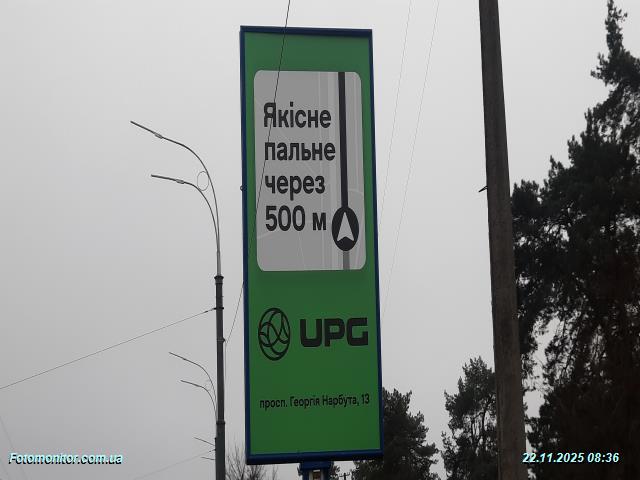 Якісне
пальне
через
500 м
UPG
просп. Георгія Нарбута, 13
Fotomonitor.com.ua
22.11.2025 08:36